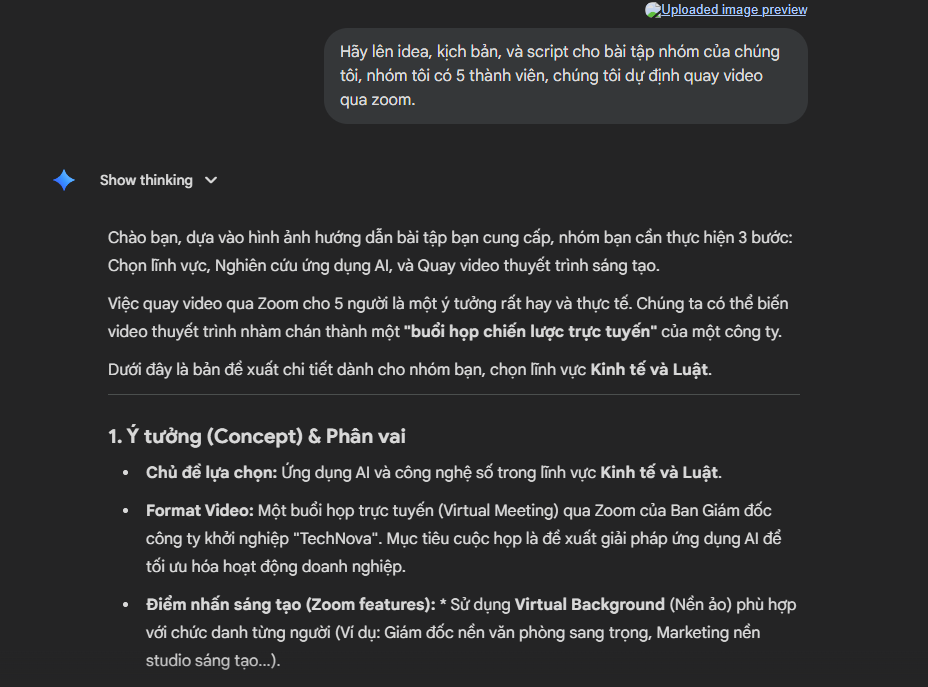 Uploaded image preview
Hãy lên idea, kịch bản, và script cho bài tập nhóm của chúng
tôi, nhóm tôi có 5 thành viên, chúng tôi dự định quay video
qua zoom.
Show thinking
Chào bạn, dựa vào hình ảnh hướng dẫn bài tập bạn cung cấp, nhóm bạn cần thực hiện 3 bước:
Chọn lĩnh vực, Nghiên cứu ứng dụng AI, và Quay video thuyết trình sáng tạo.
Việc quay video qua Zoom cho 5 người là một ý tưởng rất hay và thực tế. Chúng ta có thể biến
video thuyết trình nhàm chán thành một "buổi họp chiến lược trực tuyến" của một công ty.
Dưới đây là bản đề xuất chi tiết dành cho nhóm bạn, chọn lĩnh vực Kinh tế và Luật.
1. Ý tưởng (Concept) & Phân vai
• Chủ đề lựa chọn: Ứng dụng AI và công nghệ số trong lĩnh vực Kinh tế và Luật.
• Format Video: Một buổi họp trực tuyến (Virtual Meeting) qua Zoom của Ban Giám đốc
công ty khởi nghiệp "TechNova". Mục tiêu cuộc họp là đề xuất giải pháp ứng dụng AI để
tối ưu hóa hoạt động doanh nghiệp.
• Điểm nhấn sáng tạo (Zoom features): * Sử dụng Virtual Background (Nền ảo) phù hợp
với chức danh từng người (Ví dụ: Giám đốc nền văn phòng sang trọng, Marketing nền
studio sáng tạo...).